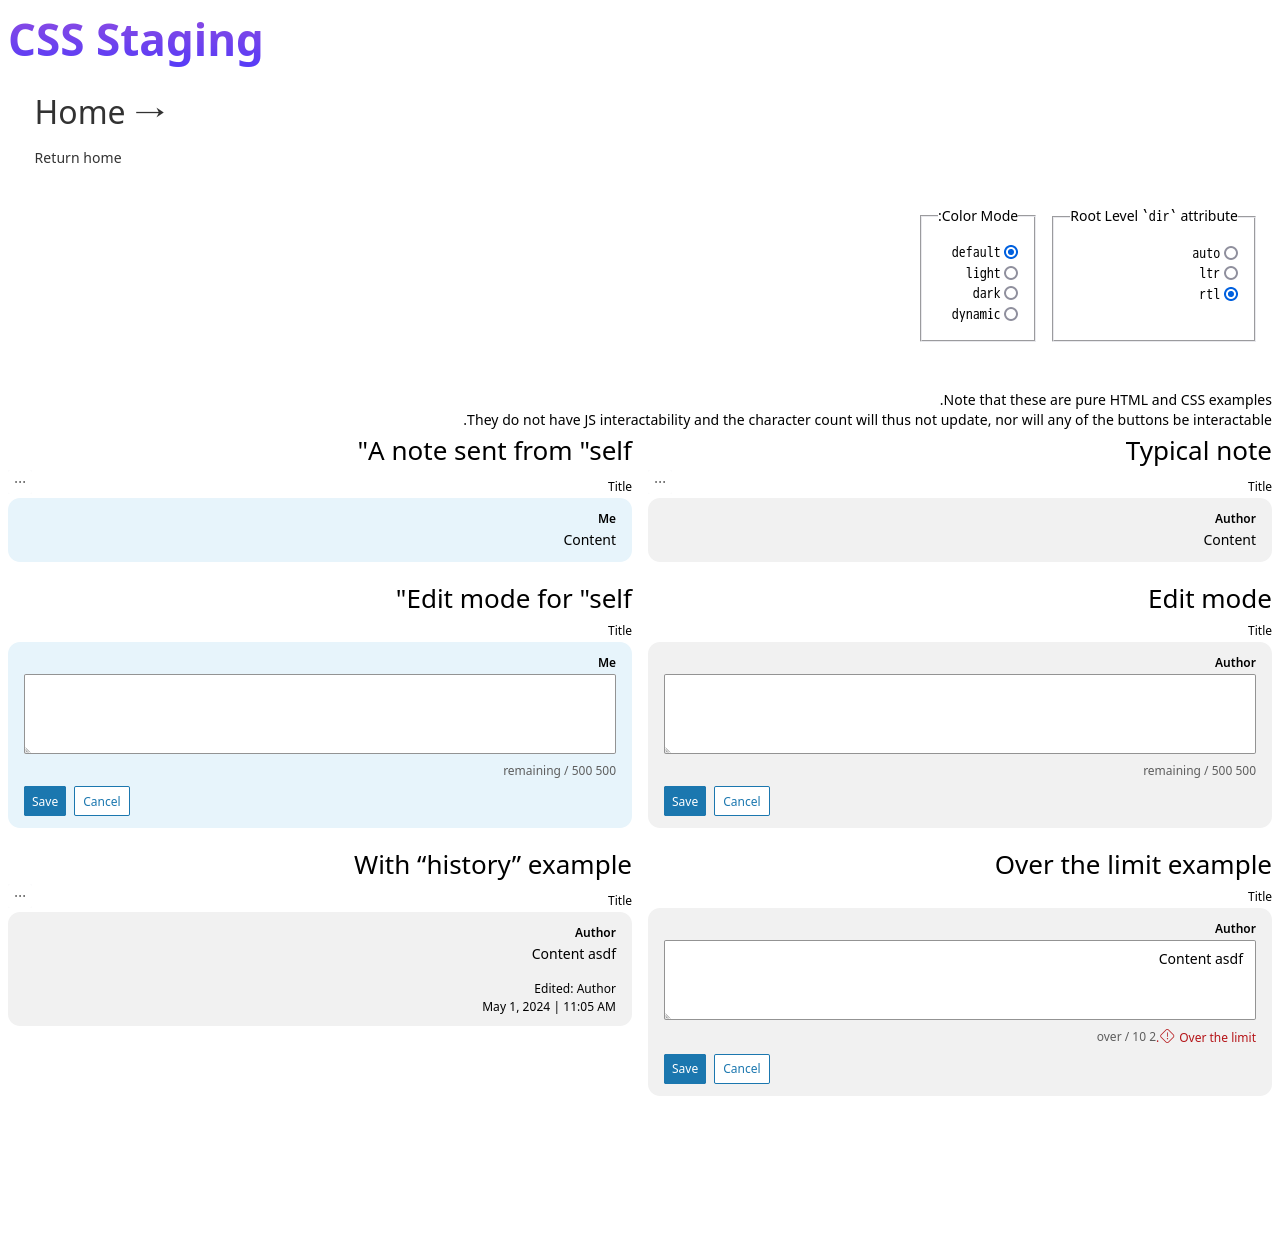 CSS Staging
Home →
Return home
Root Level `dir` attribute
auto
ltr
rtl
:Color Mode
default
light
dark
dynamic
.Note that these are pure HTML and CSS examples
.They do not have JS interactability and the character count will thus not update, nor will any of the buttons be interactable
Typical note
Title
...
Author
Content
"A note sent from "self
Title
...
Me
Content
Edit mode
Title
Author
remaining / 500 500
Save
Cancel
"Edit mode for "self
Title
Me
remaining / 500 500
Save
Cancel
Over the limit example
Title
Author
Content asdf
over / 10 2. Over the limit
Save
Cancel
With “history” example
Title
...
Author
Content asdf
Edited: Author
May 1, 2024 | 11:05 AM